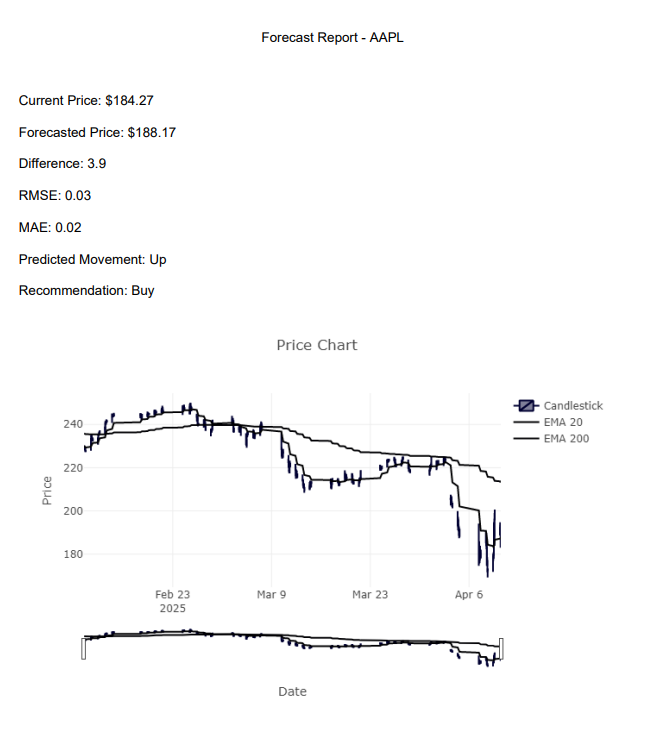 Forecast Report - AAPL
Current Price: $184.27
Forecasted Price: $188.17
Difference: 3.9
RMSE: 0.03
MAE: 0.02
Predicted Movement: Up
Recommendation: Buy
Price Chart
Candlestick
EMA 20
EMA 200
240
220
200
180
Price
Feb 23
2025
Mar 9
Mar 23
Apr 6
Date